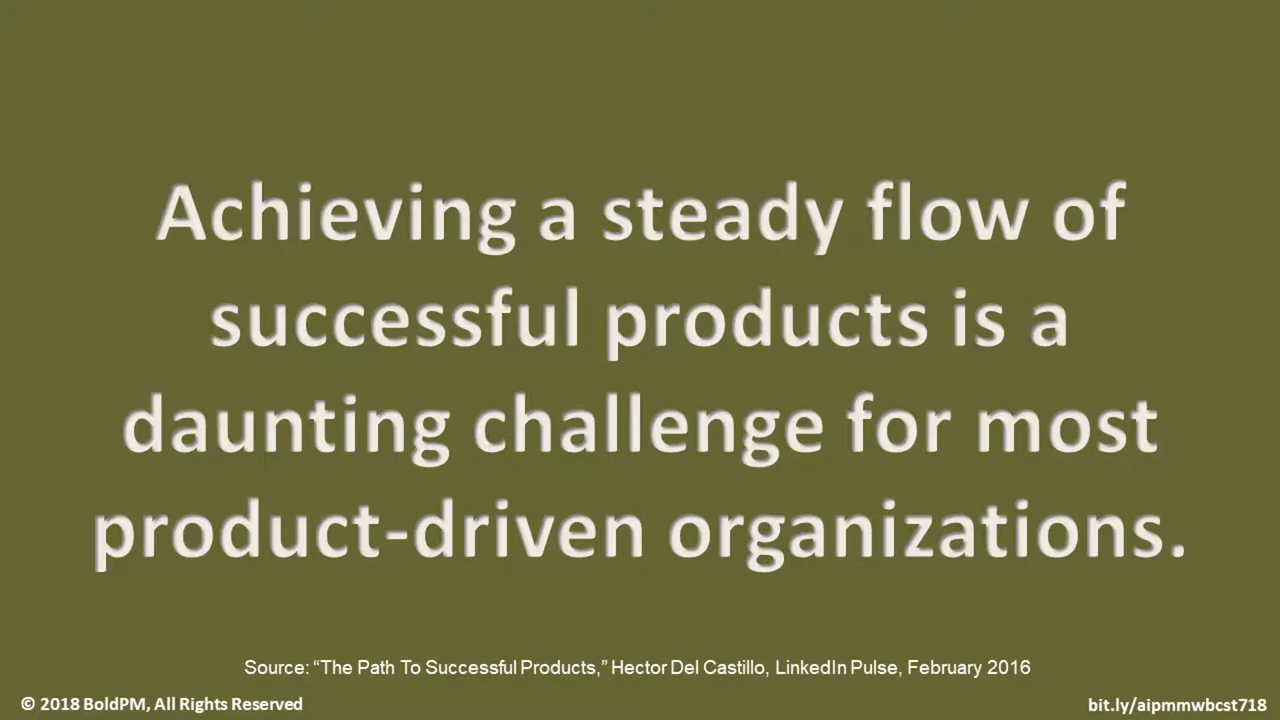 Achieving a steady flow of
successful products is a
daunting challenge for most
product-driven organizations.
Source: “The Path To Successful Products,” Hector Del Castillo, LinkedIn Pulse, February 2016
© 2018 BoldPM, All Rights Reserved
bit.ly/aipmmwbcst718